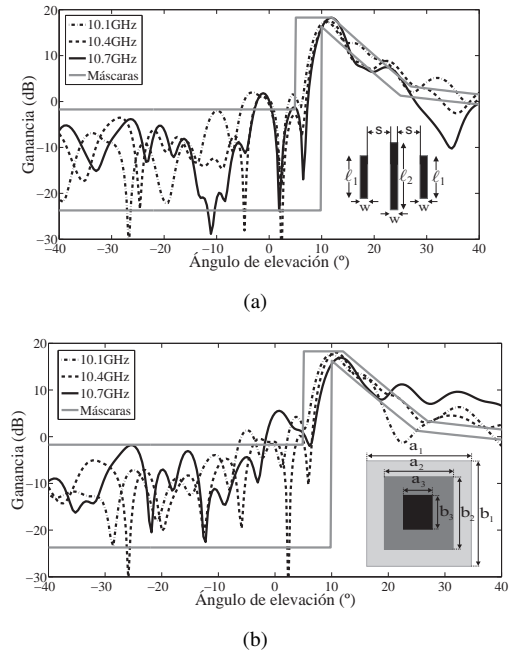 20
10
0
−10
−20
−30
Ganancia (dB)
10.1GHz
10.4GHz
10.7GHz
Máscaras
s s
ℓ₁ ℓ₂ ℓ₁
w w w
−40 −30 −20 −10 0 10 20 30 40
Ángulo de elevación (º)
(a)
20
10
0
−10
−20
−30
Ganancia (dB)
10.1GHz
10.4GHz
10.7GHz
Máscaras
a₁
a₂
a₃
b₃ b₂ b₁
−40 −30 −20 −10 0 10 20 30 40
Ángulo de elevación (º)
(b)